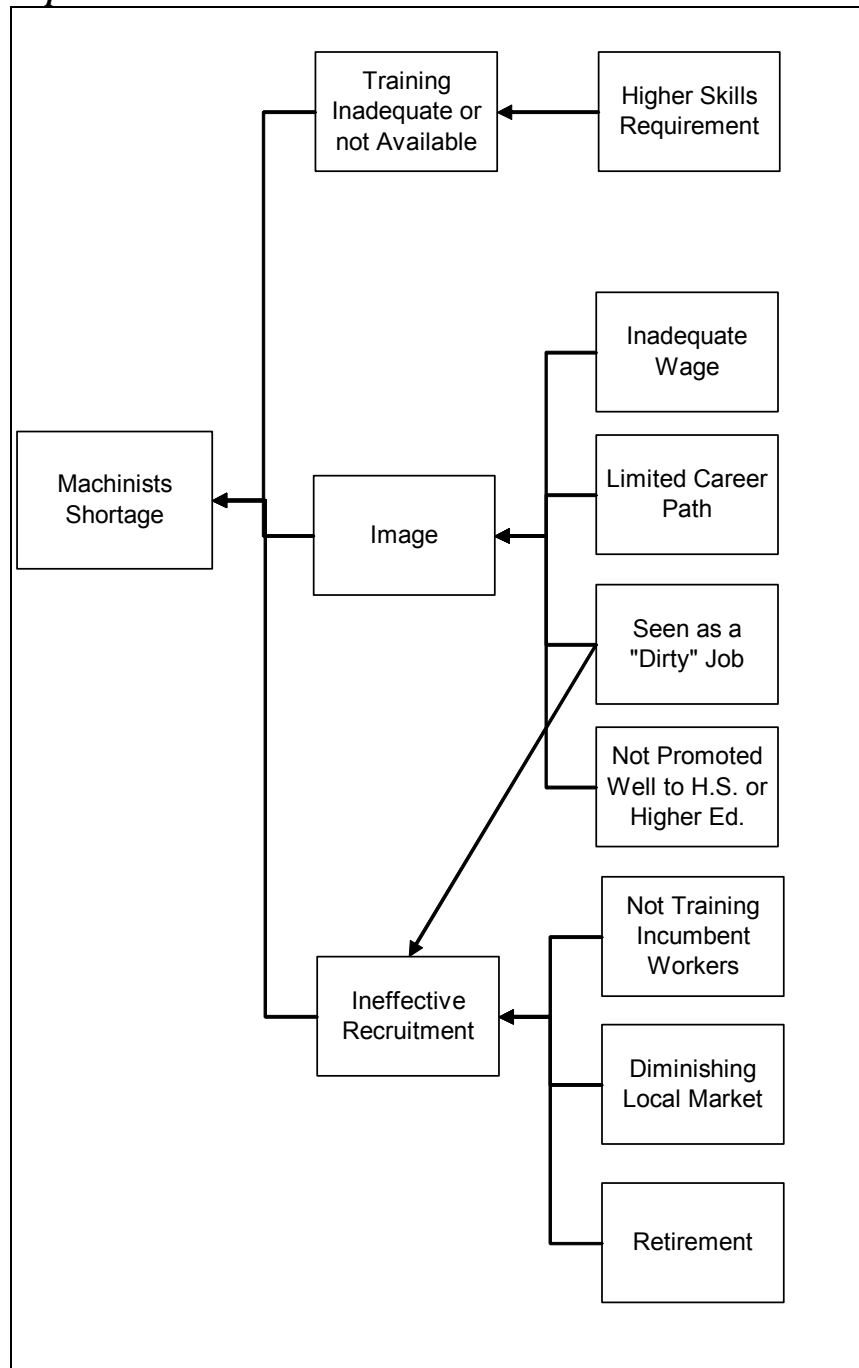 Training
Inadequate or
not Available
Higher Skills
Requirement
Inadequate
Wage
Limited Career
Path
Machinists
Shortage
Image
Seen as a
"Dirty" Job
Not Promoted
Well to H.S. or
Higher Ed.
Not Training
Incumbent
Workers
Ineffective
Recruitment
Diminishing
Local Market
Retirement